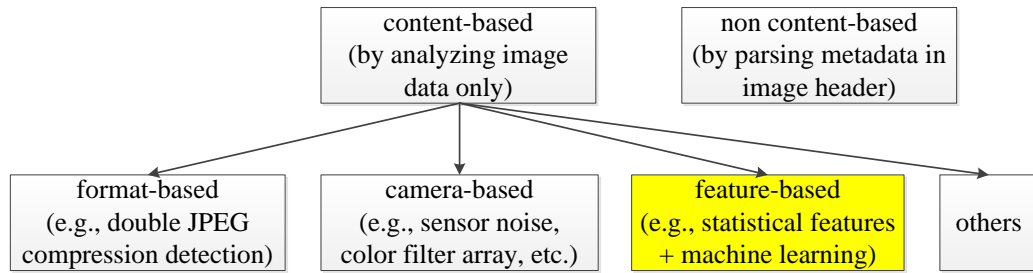 content-based
(by analyzing image
data only)
non content-based
(by parsing metadata in
image header)
format-based
(e.g., double JPEG
compression detection)
camera-based
(e.g., sensor noise,
color filter array, etc.)
feature-based
(e.g., statistical features
+ machine learning)
others